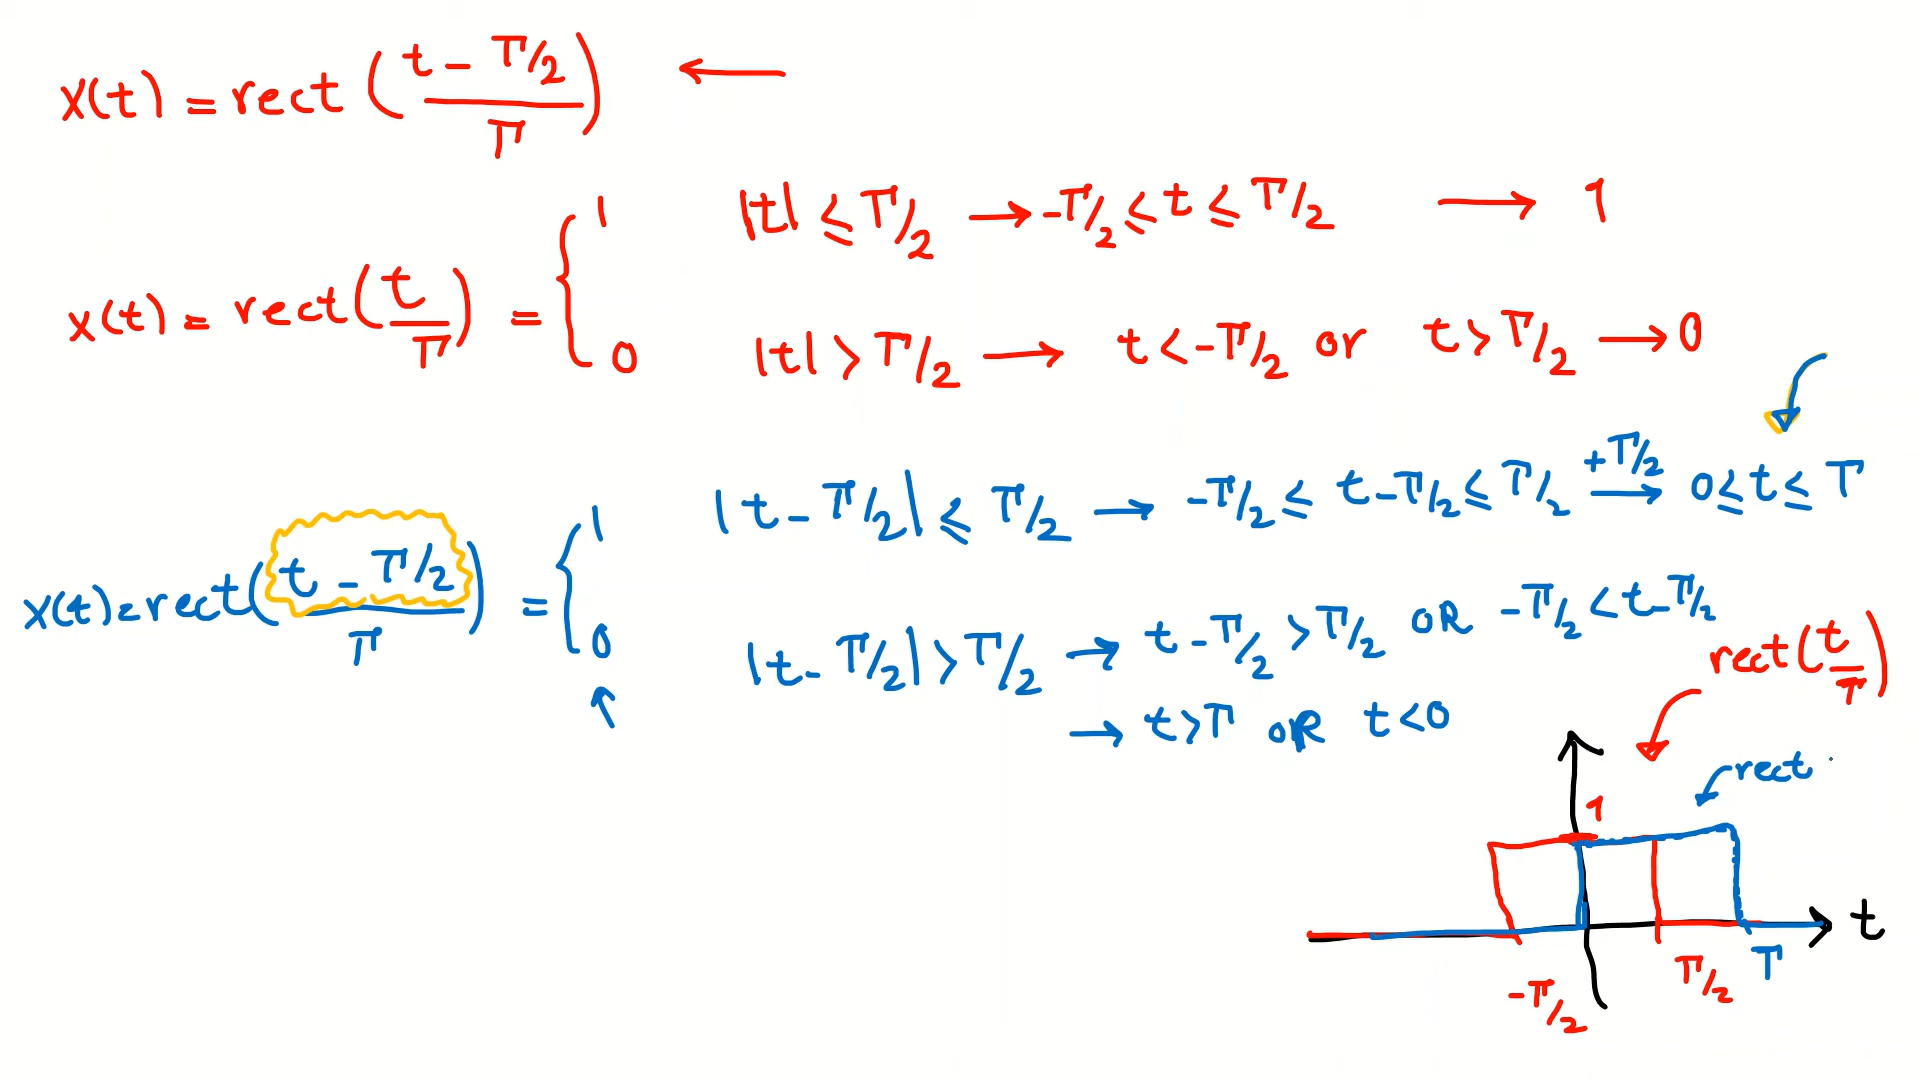 x(t) = rect ( (t - T/2) / T ) ←
|t| ≤ T/2 → -T/2 ≤ t ≤ T/2 → 1
x(t) = rect(t/T) = { 1 0
|t| > T/2 → t < -T/2 or t > T/2 → 0
|t - T/2| ≤ T/2 → -T/2 ≤ t - T/2 ≤ T/2 +T/2 → 0 ≤ t ≤ T
x(t) = rect( (t - T/2) / T ) = { 1 0
|t - T/2| > T/2 → t - T/2 > T/2 OR -T/2 < t - T/2
→ t > T OR t < 0
rect(t/T)
rect
1
t
-T/2 T/2 T